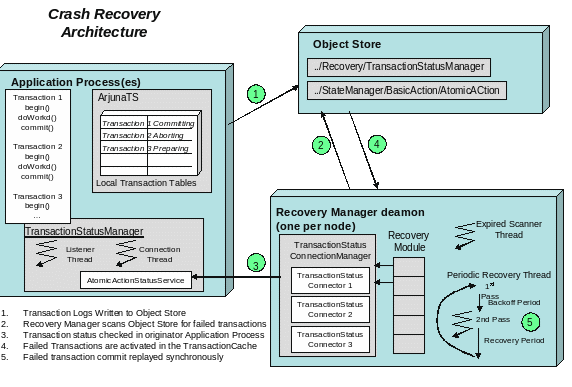 Crash Recovery
Architecture
Object Store
../Recovery/TransactionStatusManager
../StateManager/BasicAction/AtomicACtion
Application Process(es)
Transaction 1
begin()
doWorkd()
commit()
Transaction 2
begin()
doWorkd()
commit()
Transaction 3
begin()
...
ArjunaTS
Transaction 1 Committing
Transaction 2 Aborting
Transaction 3 Preparing
Local Transaction Tables
1
2
4
TransactionStatusManager
Listener
Thread
Connection
Thread
AtomicActionStatusService
3
Recovery Manager deamon
(one per node)
TransactionStatus
ConnectionManager
TransactionStatus
Connector 1
TransactionStatus
Connector 2
TransactionStatus
Connector 3
Recovery
Module
Expired Scanner
Thread
Periodic Recovery Thread
1st
Pass
Backoff Period
2nd Pass
5
Recovery Period
1. Transaction Logs Written to Object Store
2. Recovery Manager scans Object Store for failed transactions
3. Transaction status checked in originator Application Process
4. Failed Transactions are activated in the TransactionCache
5. Failed transaction commit replayed synchronously